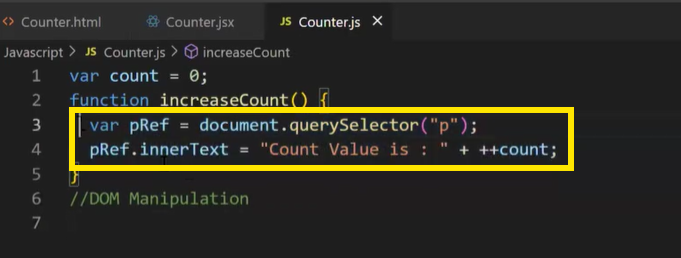 <> Counter.html Counter.jsx JS Counter.js ×
Javascript > JS Counter.js > increaseCount
1 var count = 0;
2 function increaseCount() {
3 var pRef = document.querySelector("p");
4 pRef.innerText = "Count Value is : " + ++count;
5 }
6 //DOM Manipulation
7